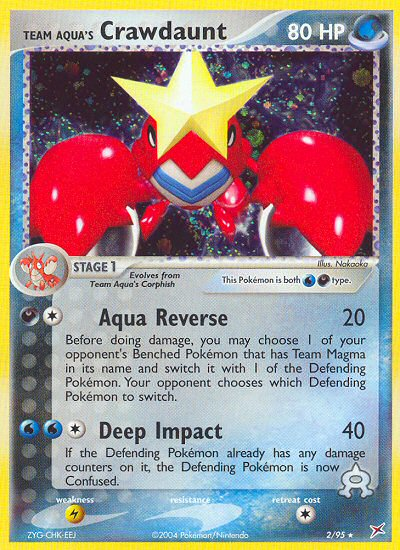 TEAM AQUA'S Crawdaunt 80 HP
Illus. Nakaoka
STAGE 1
Evolves from
Team Aqua's Corphish
This Pokémon is both type.
Aqua Reverse 20
Before doing damage, you may choose 1 of your
opponent's Benched Pokémon that has Team Magma
in its name and switch it with 1 of the Defending
Pokémon. Your opponent chooses which Defending
Pokémon to switch.
Deep Impact 40
If the Defending Pokémon already has any damage
counters on it, the Defending Pokémon is now
Confused.
weakness resistance retreat cost
ZYG-CHK-EEJ ©2004 Pokémon/Nintendo 2/95 ★